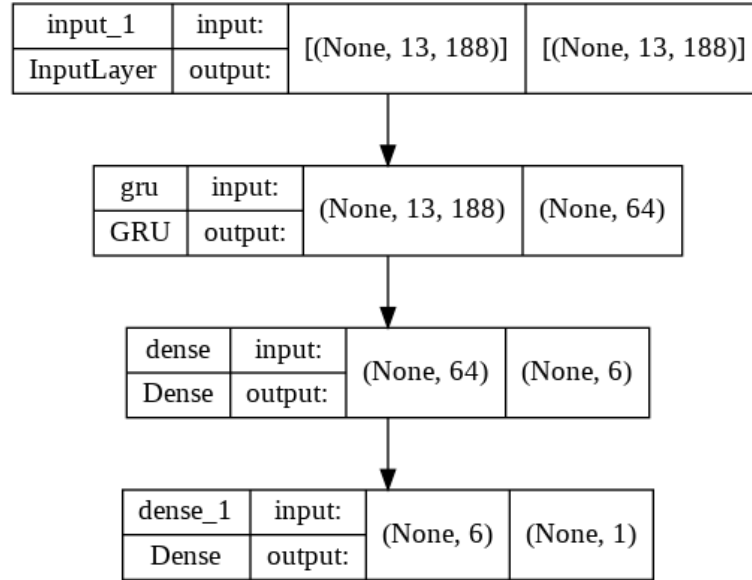 input_1 input: [(None, 13, 188)] [(None, 13, 188)]
InputLayer output:
gru input: (None, 13, 188) (None, 64)
GRU output:
dense input: (None, 64) (None, 6)
Dense output:
dense_1 input: (None, 6) (None, 1)
Dense output: